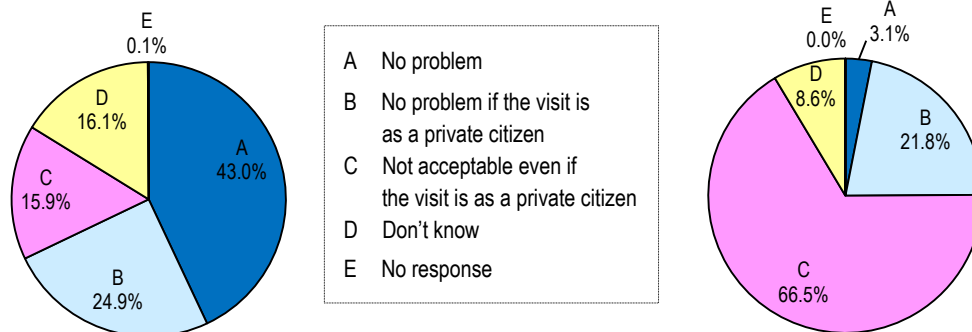 E
0.1%
D
16.1%
A
43.0%
C
15.9%
B
24.9%
A No problem
B No problem if the visit is
as a private citizen
C Not acceptable even if
the visit is as a private citizen
D Don't know
E No response
E
0.0%
A
3.1%
D
8.6%
B
21.8%
C
66.5%